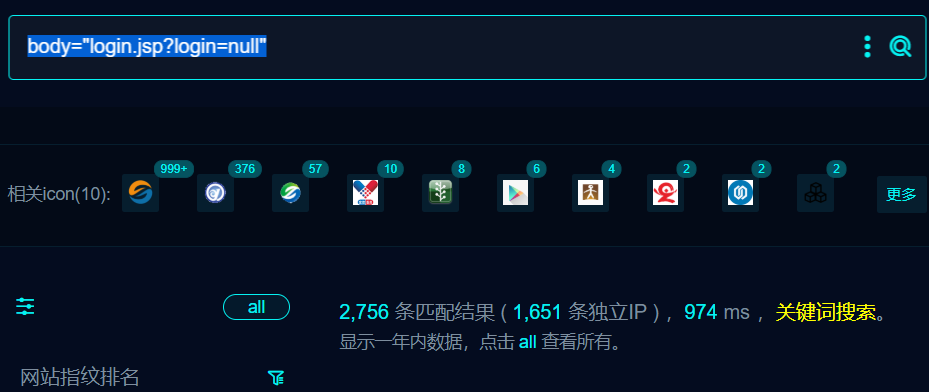 body="login.jsp?login=null"
999+ 376 57 10 8 6 4 2 2 2
相关icon(10): 更多
all
2,756 条匹配结果 ( 1,651 条独立IP ) ，974 ms ，关键词搜索。
显示一年内数据，点击 all 查看所有。
网站指纹排名